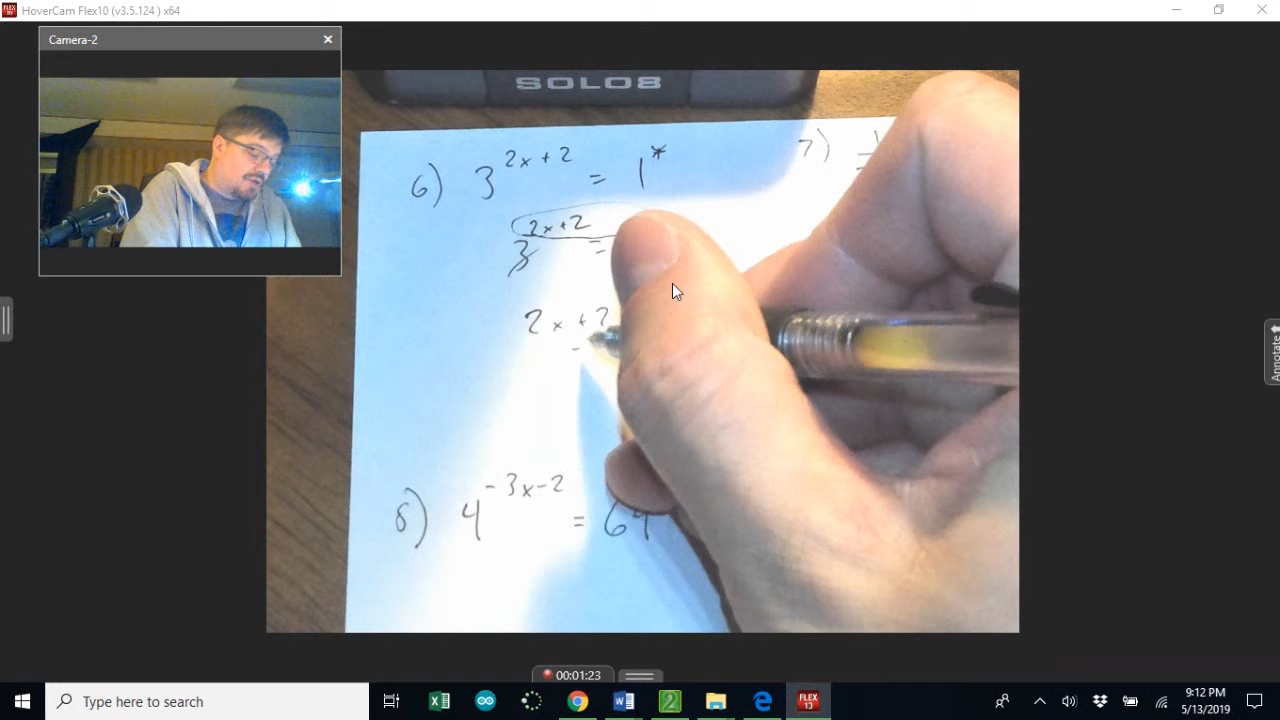 HoverCam Flex10 (v3.5.124 ) x64
Camera-2
SOLO8
6) 3^{2x+2} = 1*
7)
2x+2
3 =
2x + 2
-
8) 4^{-3x-2} = 64
Annotate
00:01:23
Type here to search
9:12 PM
5/13/2019